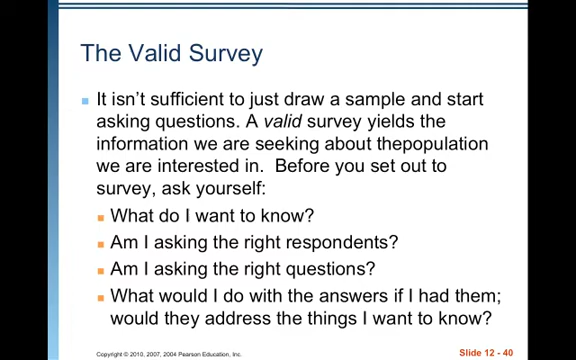 The Valid Survey
It isn't sufficient to just draw a sample and start
asking questions. A valid survey yields the
information we are seeking about thepopulation
we are interested in.  Before you set out to
survey, ask yourself:
What do I want to know?
Am I asking the right respondents?
Am I asking the right questions?
What would I do with the answers if I had them;
would they address the things I want to know?
Copyright © 2010, 2007, 2004 Pearson Education, Inc.
Slide 12 - 40